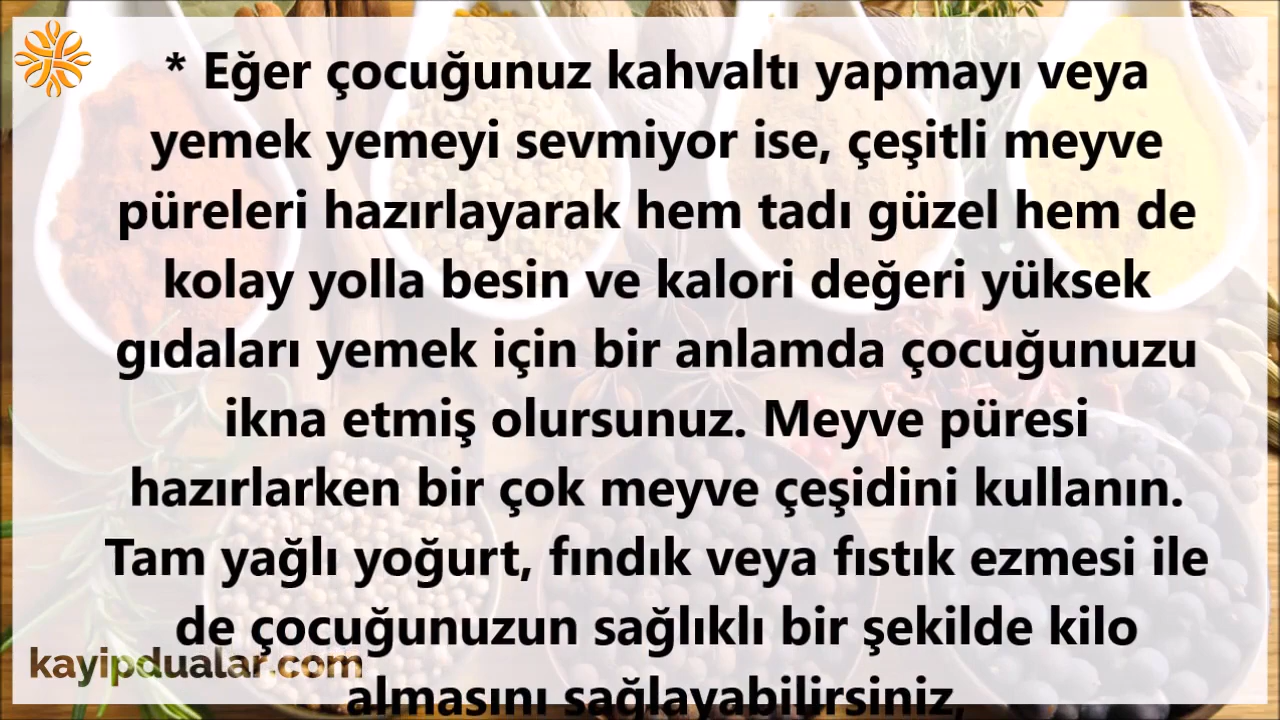 * Eğer çocuğunuz kahvaltı yapmayı veya
yemek yemeyi sevmiyor ise, çeşitli meyve
püreleri hazırlayarak hem tadı güzel hem de
kolay yolla besin ve kalori değeri yüksek
gıdaları yemek için bir anlamda çocuğunuzu
ikna etmiş olursunuz. Meyve püresi
hazırlarken bir çok meyve çeşidini kullanın.
Tam yağlı yoğurt, fındık veya fıstık ezmesi ile
de çocuğunuzun sağlıklı bir şekilde kilo
kayipdualar.com
almasını sağlayabilirsiniz,